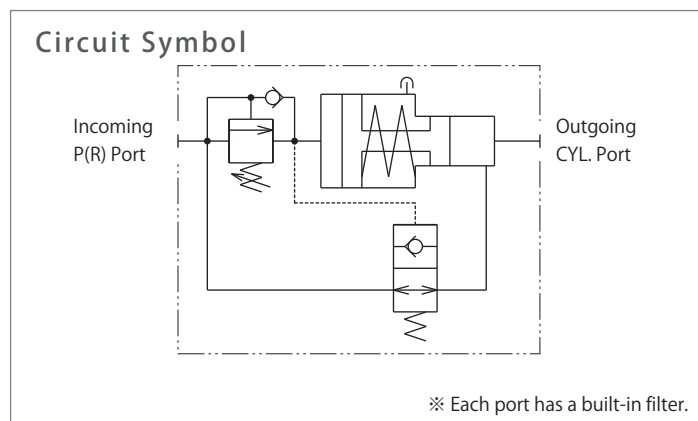 Circuit Symbol
Incoming
P(R) Port
Outgoing
CYL. Port
※ Each port has a built-in filter.